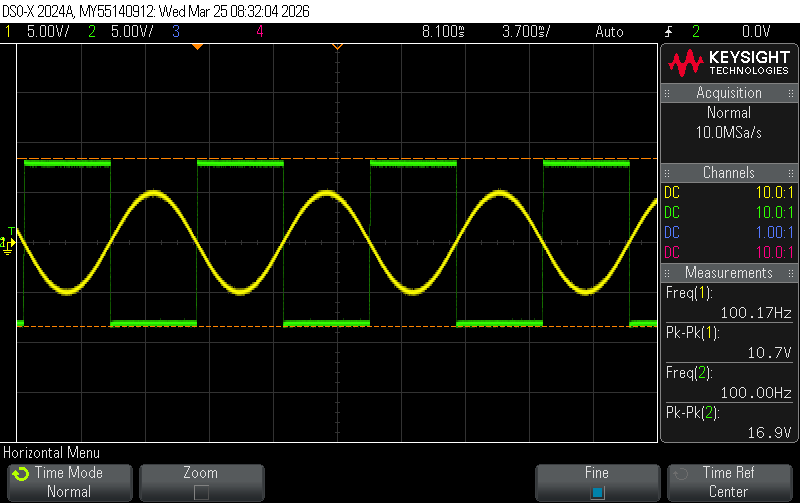 DSO-X 2024A, MY55140912: Wed Mar 25 08:32:04 2026
1 5.00V/ 2 5.00V/ 3 4 8.100s 3.700s/ Auto 2 0.0V
KEYSIGHT
TECHNOLOGIES
Acquisition
Normal
10.0MSa/s
Channels
DC 10.0:1
DC 10.0:1
DC 1.00:1
DC 10.0:1
Measurements
Freq(1):
100.17Hz
Pk-Pk(1):
10.7V
Freq(2):
100.00Hz
Pk-Pk(2):
16.9V
T
Horizontal Menu
Time Mode
Normal
Zoom
Fine
Time Ref
Center